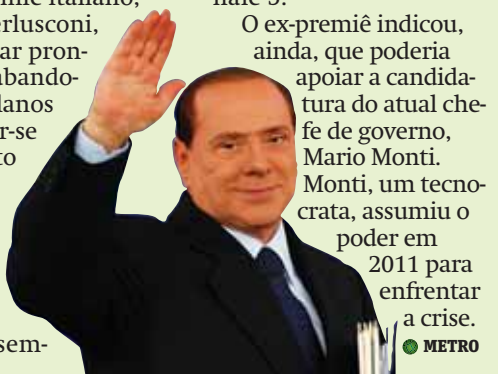 italiano,
erlusconi,
ar pron-
abando-
lanos
r-se
to
sem-
nale 5.
O ex-premiê indicou,
ainda, que poderia
apoiar a candida-
tura do atual che-
fe de governo,
Mario Monti.
Monti, um tecno-
crata, assumiu o
poder em
2011 para
enfrentar
a crise.
METRO